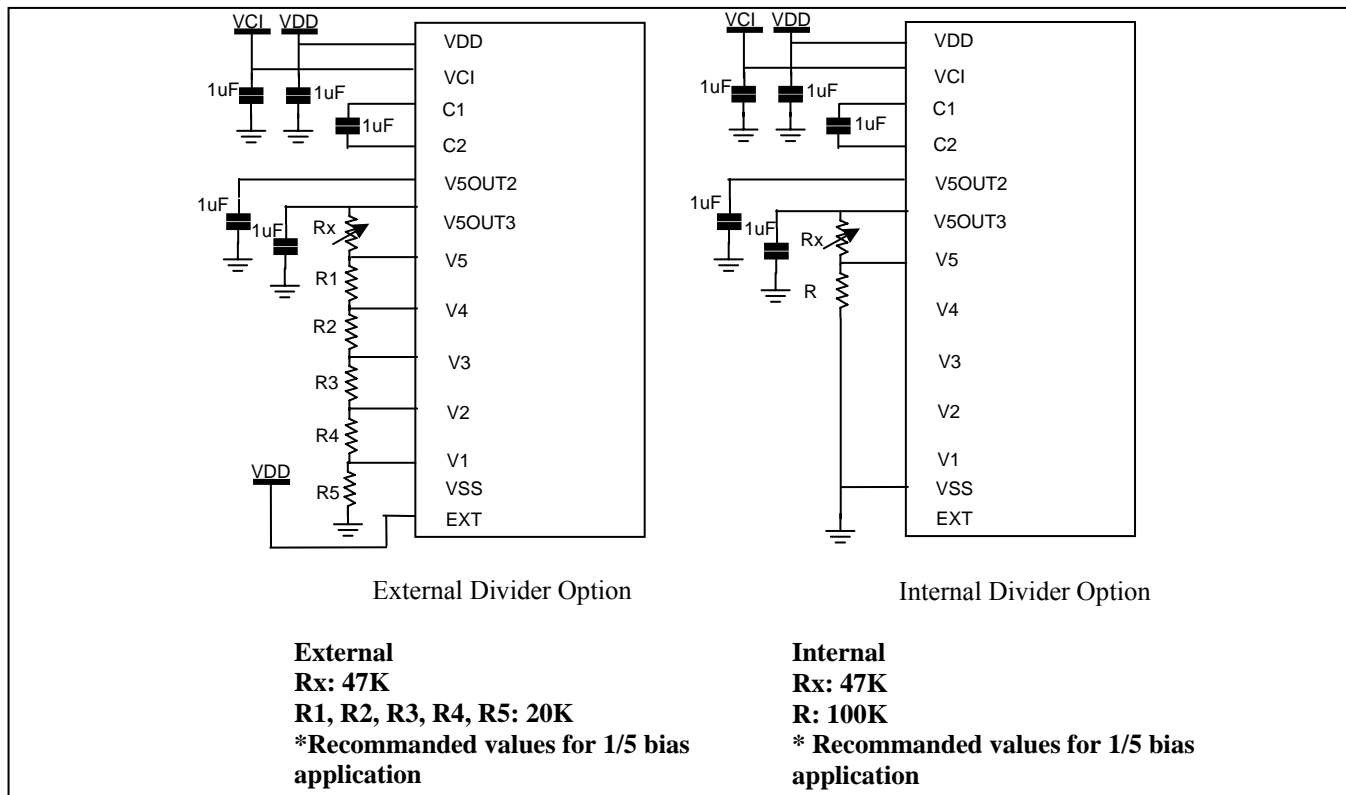 VCI VDD
VDD
VCI
1uF
1uF
C1
1uF
C2
V5OUT2
1uF
1uF
Rx
V5OUT3
V5
R1
V4
R2
V3
R3
V2
R4
V1
VDD
R5
VSS
EXT
External Divider Option
External
Rx: 47K
R1, R2, R3, R4, R5: 20K
*Recommanded values for 1/5 bias
application
VCI VDD
VDD
VCI
1uF
1uF
C1
1uF
C2
V5OUT2
1uF
1uF
Rx
V5OUT3
V5
R
V4
V3
V2
V1
VSS
EXT
Internal Divider Option
Internal
Rx: 47K
R: 100K
* Recommanded values for 1/5 bias
application